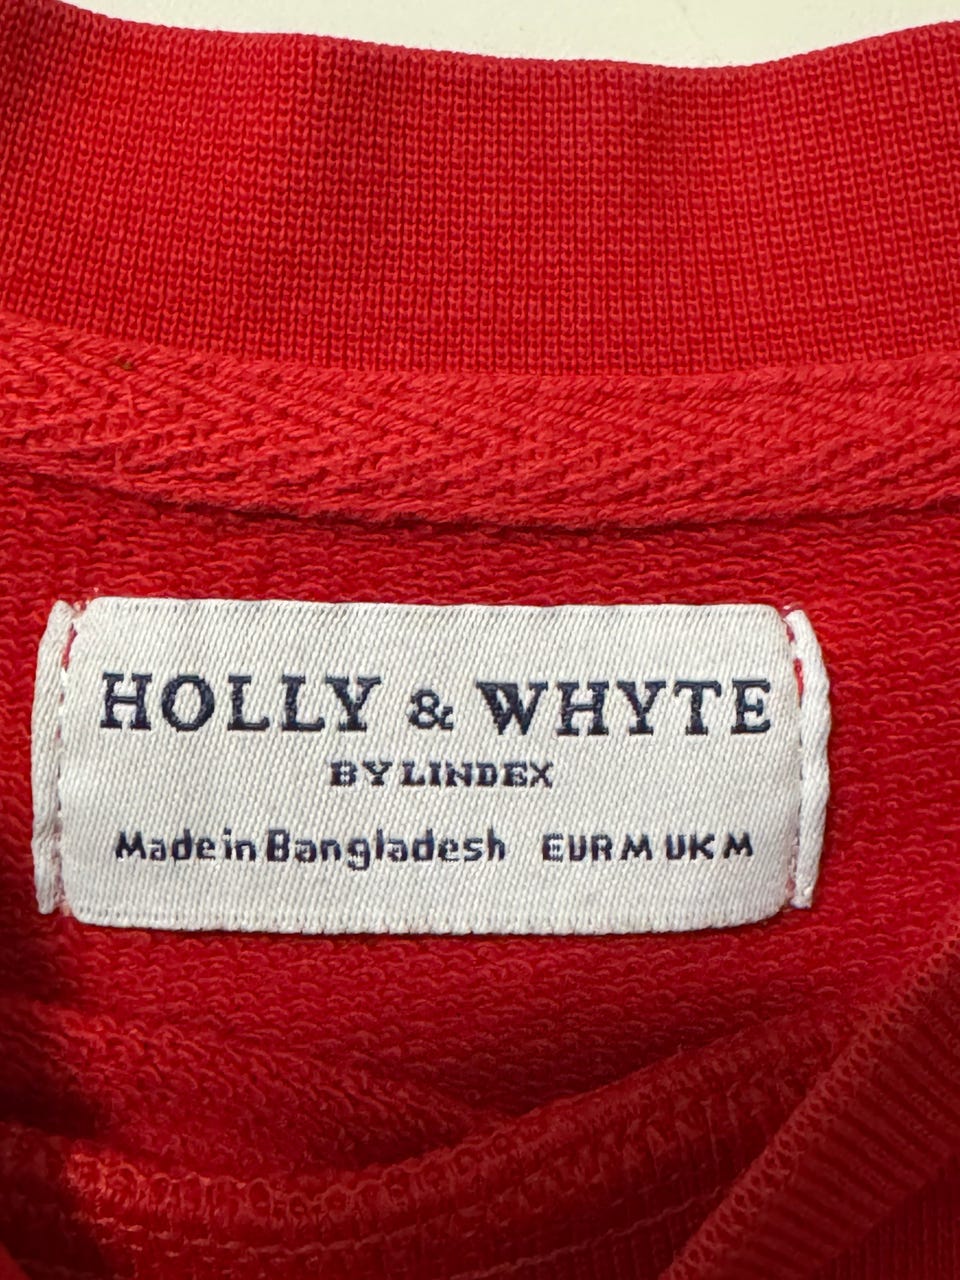 HOLLY & WHYTE
BY LINDEX
Made in Bangladesh EUR M UK M